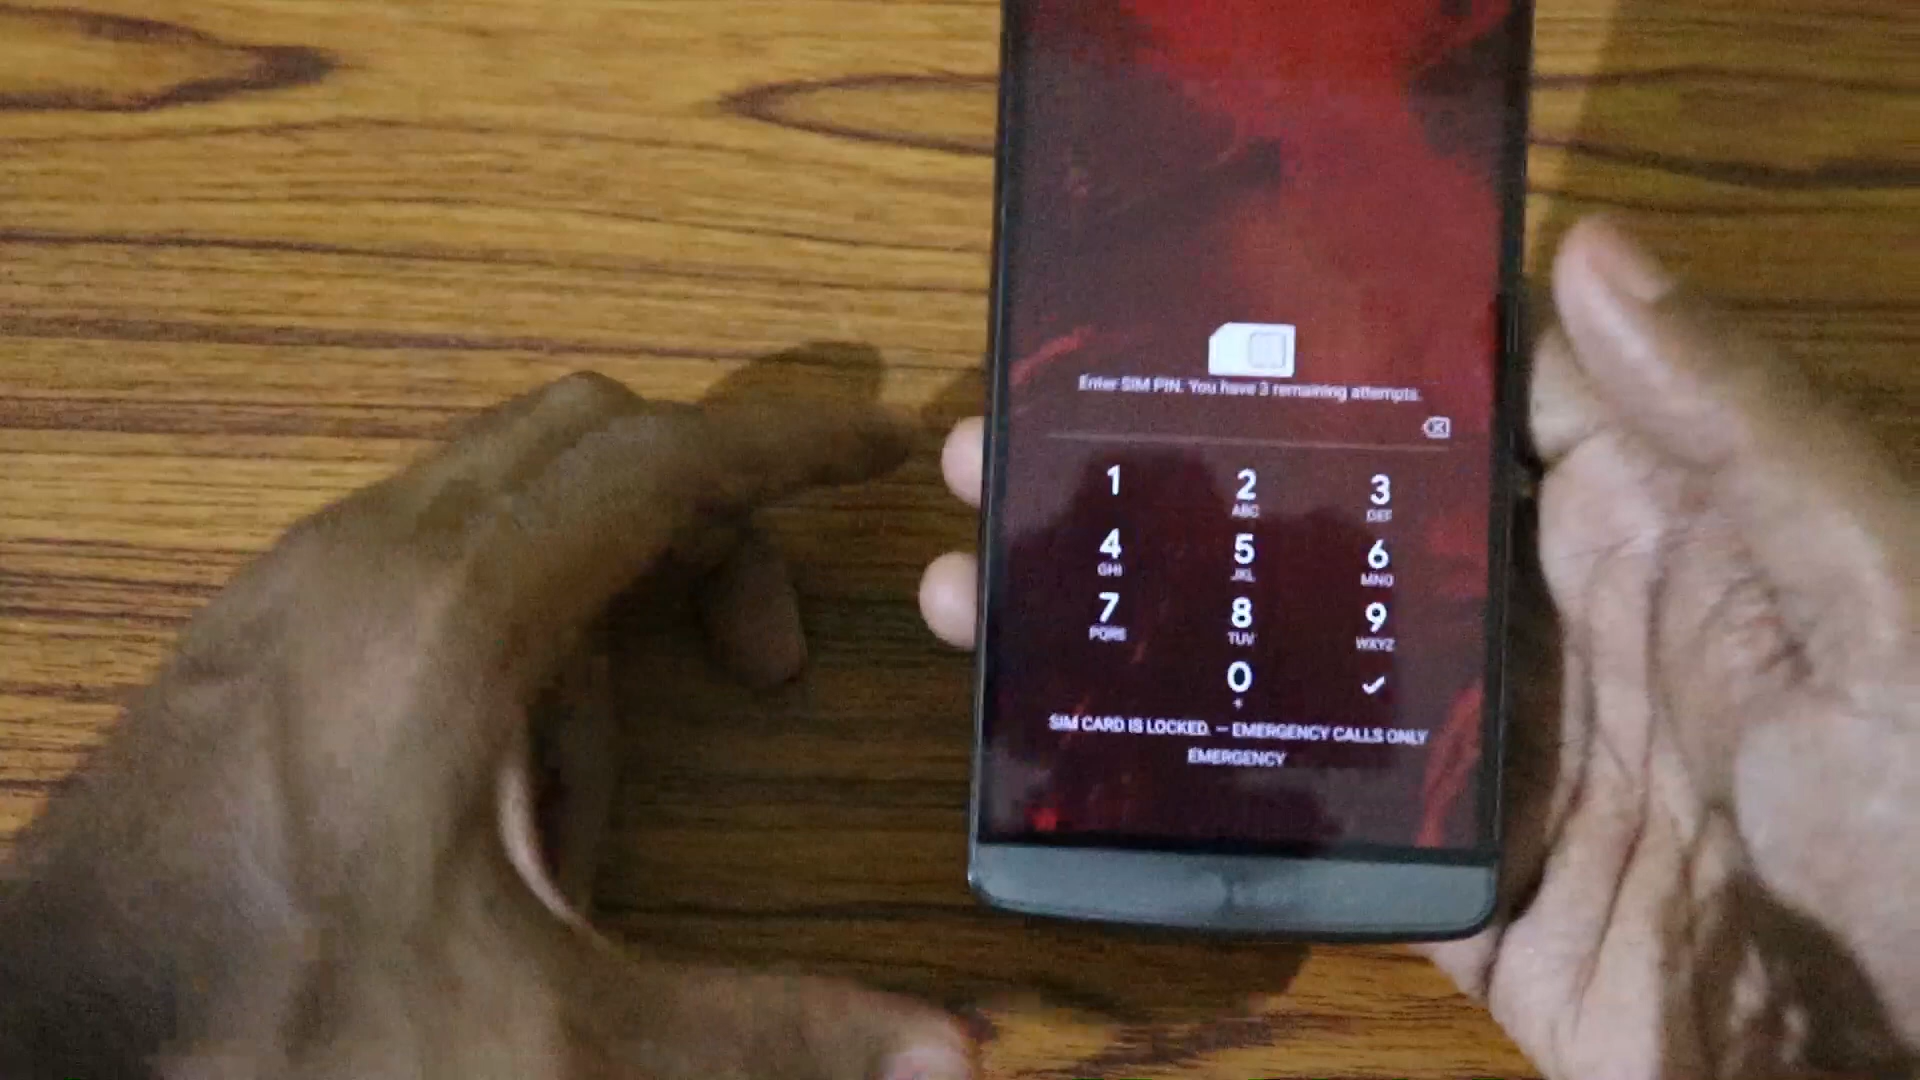 Enter SIM PIN. You have 3 remaining attempts.
1 2 3
ABC DEF
4 5 6
GHI JKL MNO
7 8 9
PQRS TUV WXYZ
0
+
SIM CARD IS LOCKED. — EMERGENCY CALLS ONLY
EMERGENCY